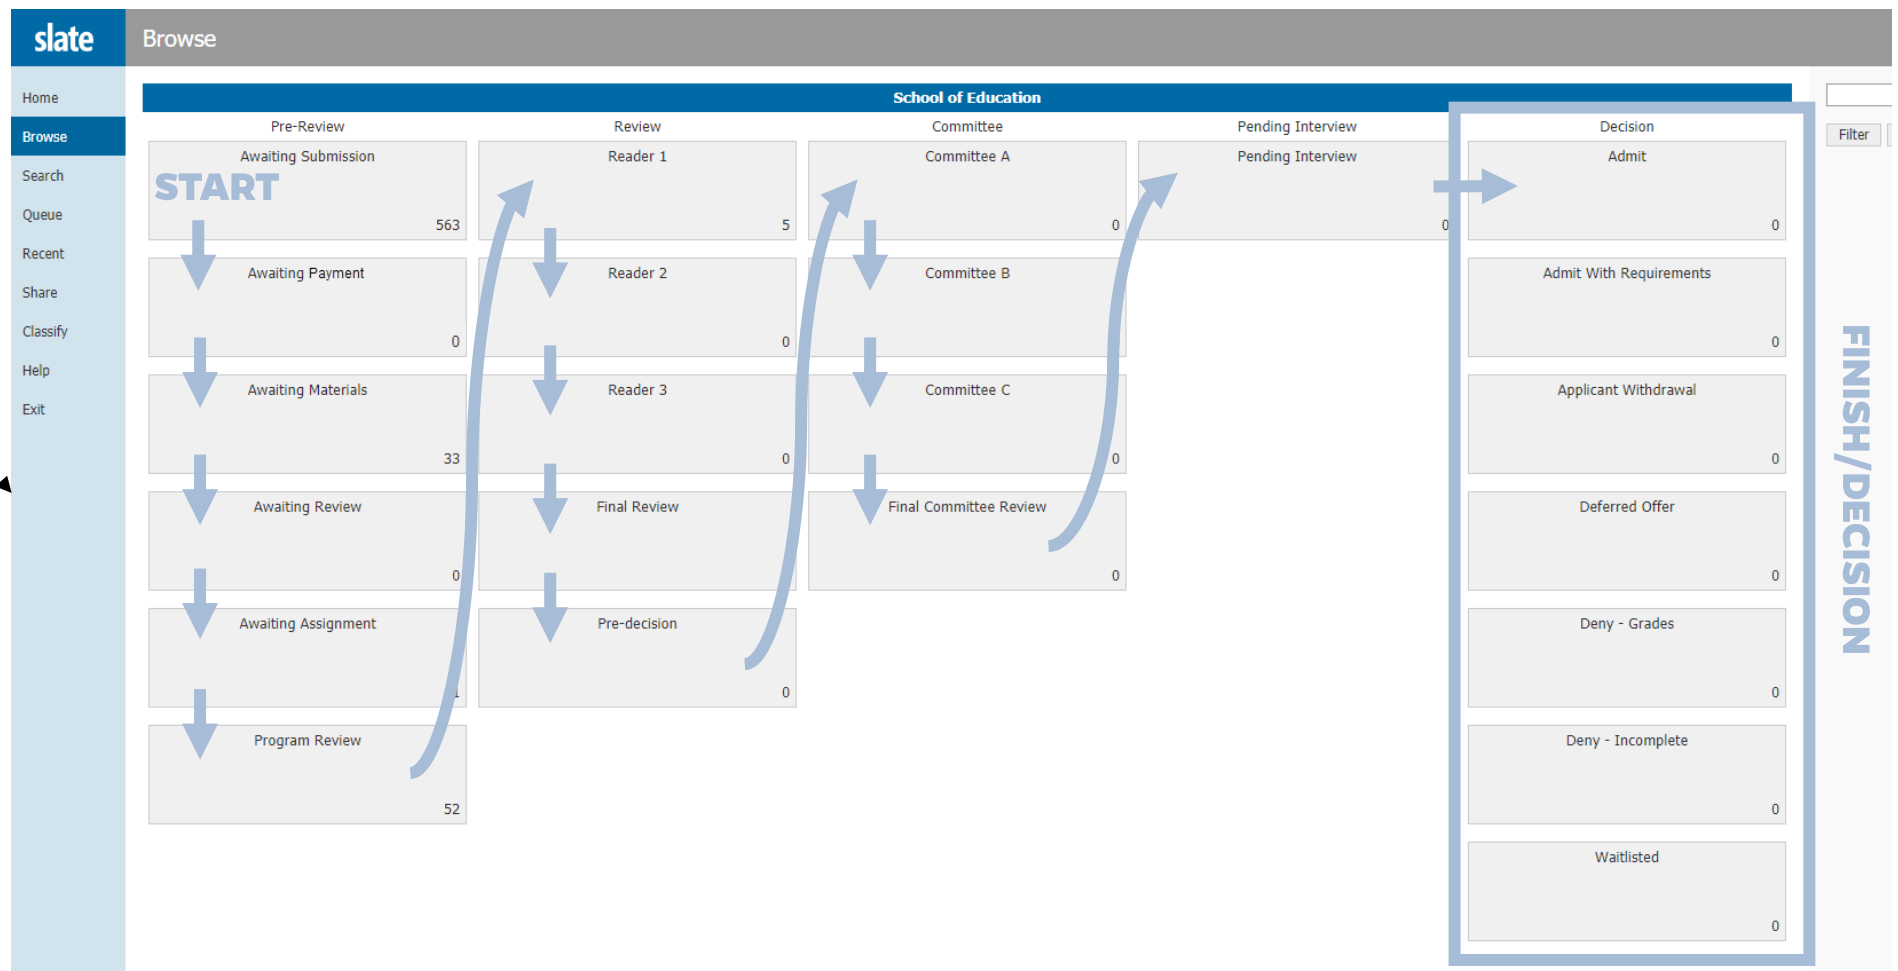 slate
Browse
Home
Browse
Search
Queue
Recent
Share
Classify
Help
Exit
School of Education
Pre-Review
Awaiting Submission
START
563
Awaiting Payment
0
Awaiting Materials
33
Awaiting Review
0
Awaiting Assignment
Program Review
52
Review
Reader 1
5
Reader 2
0
Reader 3
0
Final Review
Pre-decision
0
Committee
Committee A
0
Committee B
Committee C
0
Final Committee Review
0
Pending Interview
Pending Interview
0
Decision
Admit
0
Admit With Requirements
0
Applicant Withdrawal
0
Deferred Offer
0
Deny - Grades
0
Deny - Incomplete
0
Waitlisted
0
Filter
FINISH/DECISION